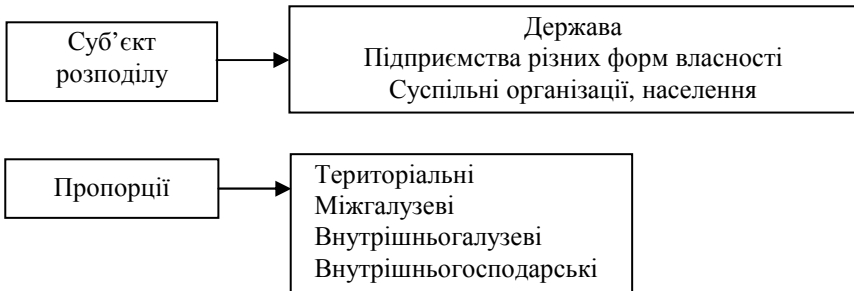 Суб’єкт
розподілу
Держава
Підприємства різних форм власності
Суспільні організації, населення
Пропорції
Територіальні
Міжгалузеві
Внутрішньогалузеві
Внутрішньогосподарські